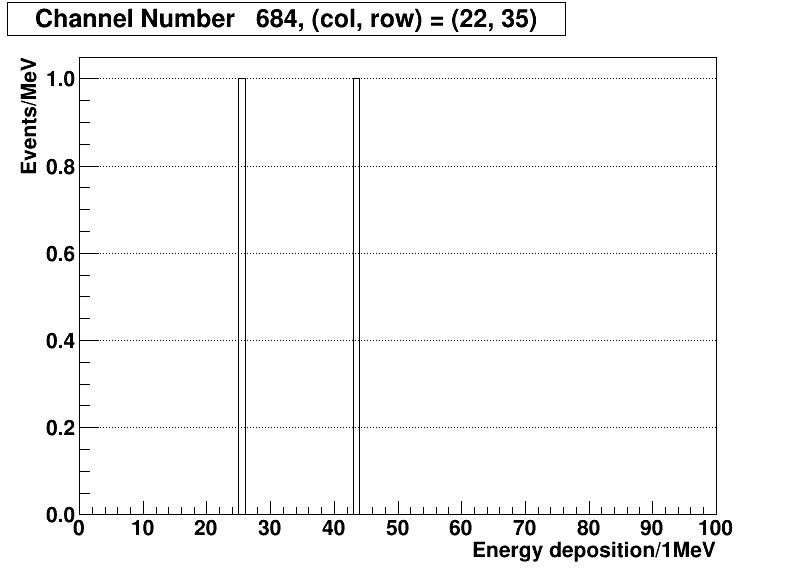 Channel Number   684, (col, row) = (22, 35)
Events/MeV
1.0
0.8
0.6
0.4
0.2
0.0
0 10 20 30 40 50 60 70 80 90 100
Energy deposition/1MeV